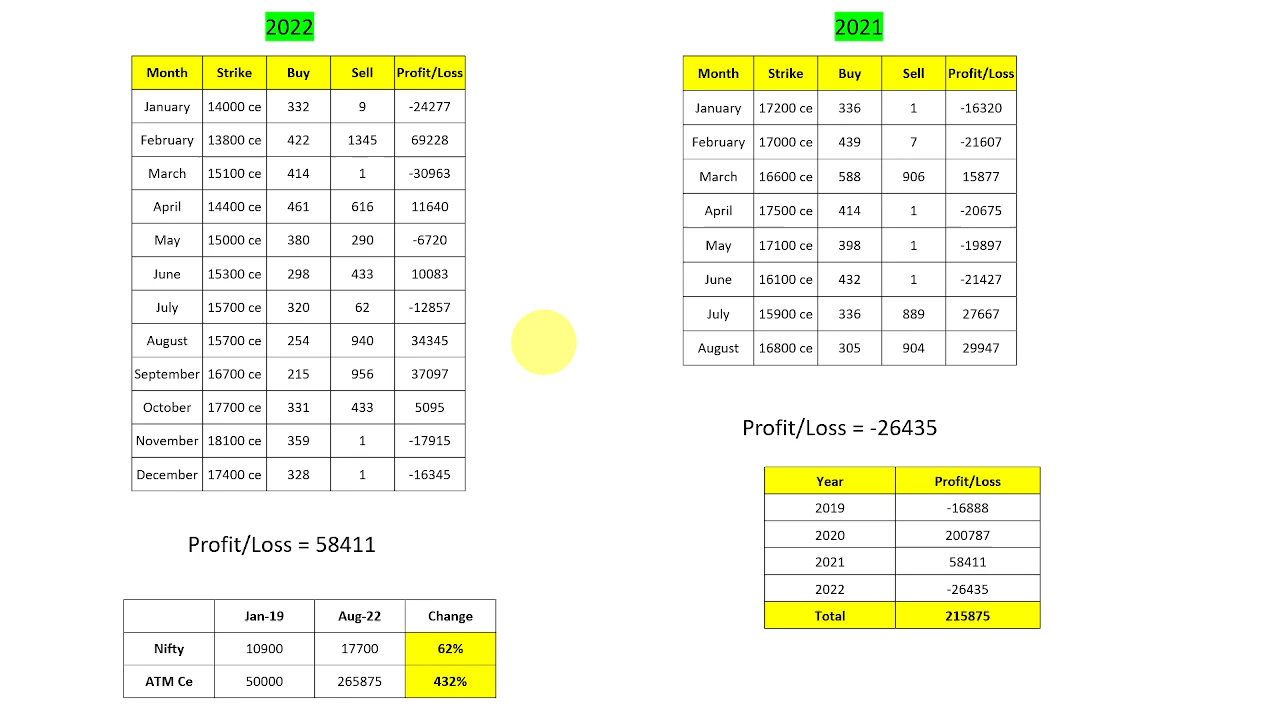 2022
Month Strike Buy Sell Profit/Loss
January 14000 ce 332 9 -24277
February 13800 ce 422 1345 69228
March 15100 ce 414 1 -30963
April 14400 ce 461 616 11640
May 15000 ce 380 290 -6720
June 15300 ce 298 433 10083
July 15700 ce 320 62 -12857
August 15700 ce 254 940 34345
September 16700 ce 215 956 37097
October 17700 ce 331 433 5095
November 18100 ce 359 1 -17915
December 17400 ce 328 1 -16345
Profit/Loss = 58411
Jan-19 Aug-22 Change
Nifty 10900 17700 62%
ATM Ce 50000 265875 432%
2021
Month Strike Buy Sell Profit/Loss
January 17200 ce 336 1 -16320
February 17000 ce 439 7 -21607
March 16600 ce 588 906 15877
April 17500 ce 414 1 -20675
May 17100 ce 398 1 -19897
June 16100 ce 432 1 -21427
July 15900 ce 336 889 27667
August 16800 ce 305 904 29947
Profit/Loss = -26435
Year Profit/Loss
2019 -16888
2020 200787
2021 58411
2022 -26435
Total 215875